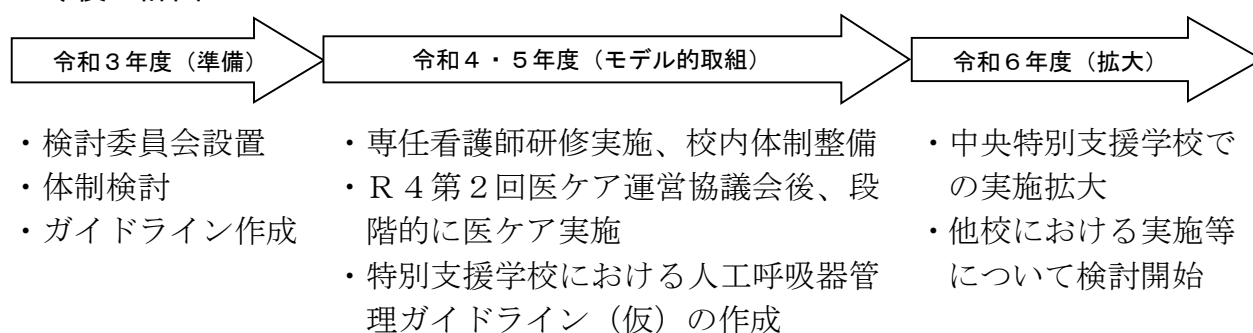 令和３年度（準備）
・検討委員会設置
・体制検討
・ガイドライン作成
令和４・５年度（モデル的取組）
・専任看護師研修実施、校内体制整備
・Ｒ４第２回医ケア運営協議会後、段
階的に医ケア実施
・特別支援学校における人工呼吸器管
理ガイドライン（仮）の作成
令和６年度（拡大）
・中央特別支援学校で
の実施拡大
・他校における実施等
について検討開始